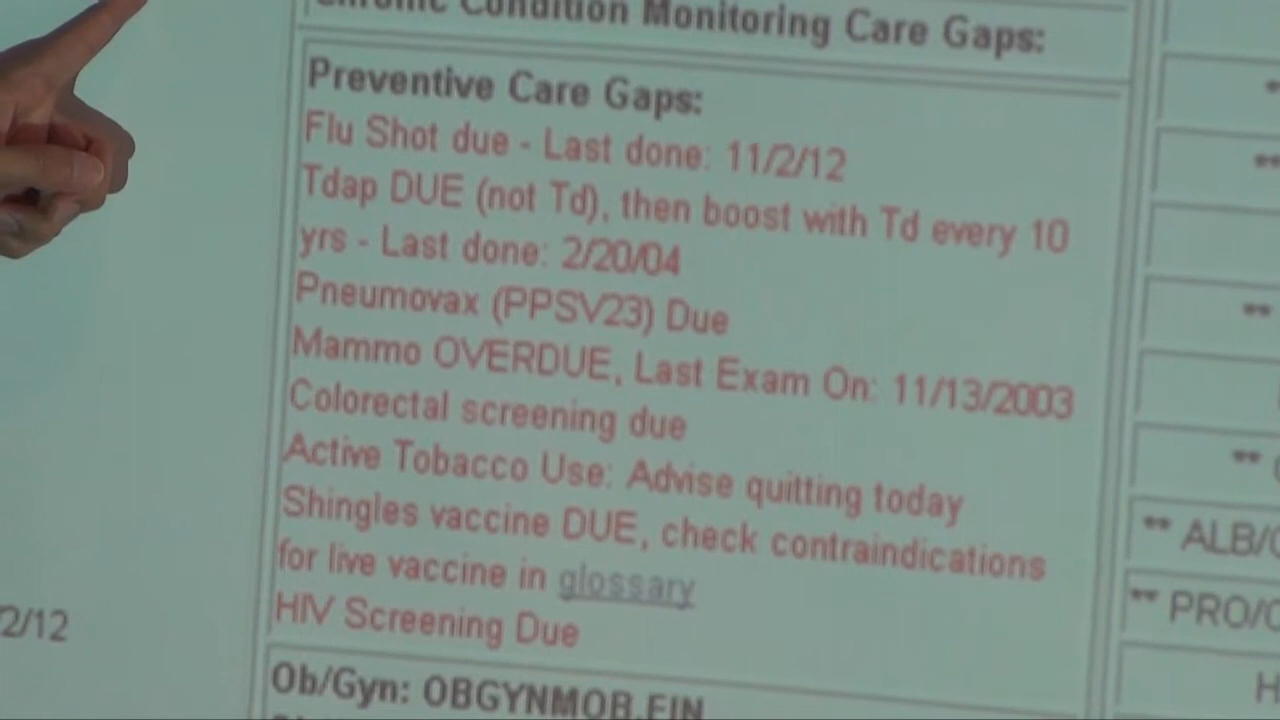 Chronic Condition Monitoring Care Gaps:
Preventive Care Gaps:
Flu Shot due - Last done: 11/2/12
Tdap DUE (not Td), then boost with Td every 10
yrs - Last done: 2/20/04
Pneumovax (PPSV23) Due
Mammo OVERDUE, Last Exam On: 11/13/2003
Colorectal screening due
Active Tobacco Use: Advise quitting today
Shingles vaccine DUE, check contraindications
for live vaccine in glossary
HIV Screening Due
Ob/Gyn: OBGYNMOB,EIN
2/12
*
**
**
**
** ALB/
** PRO/
H